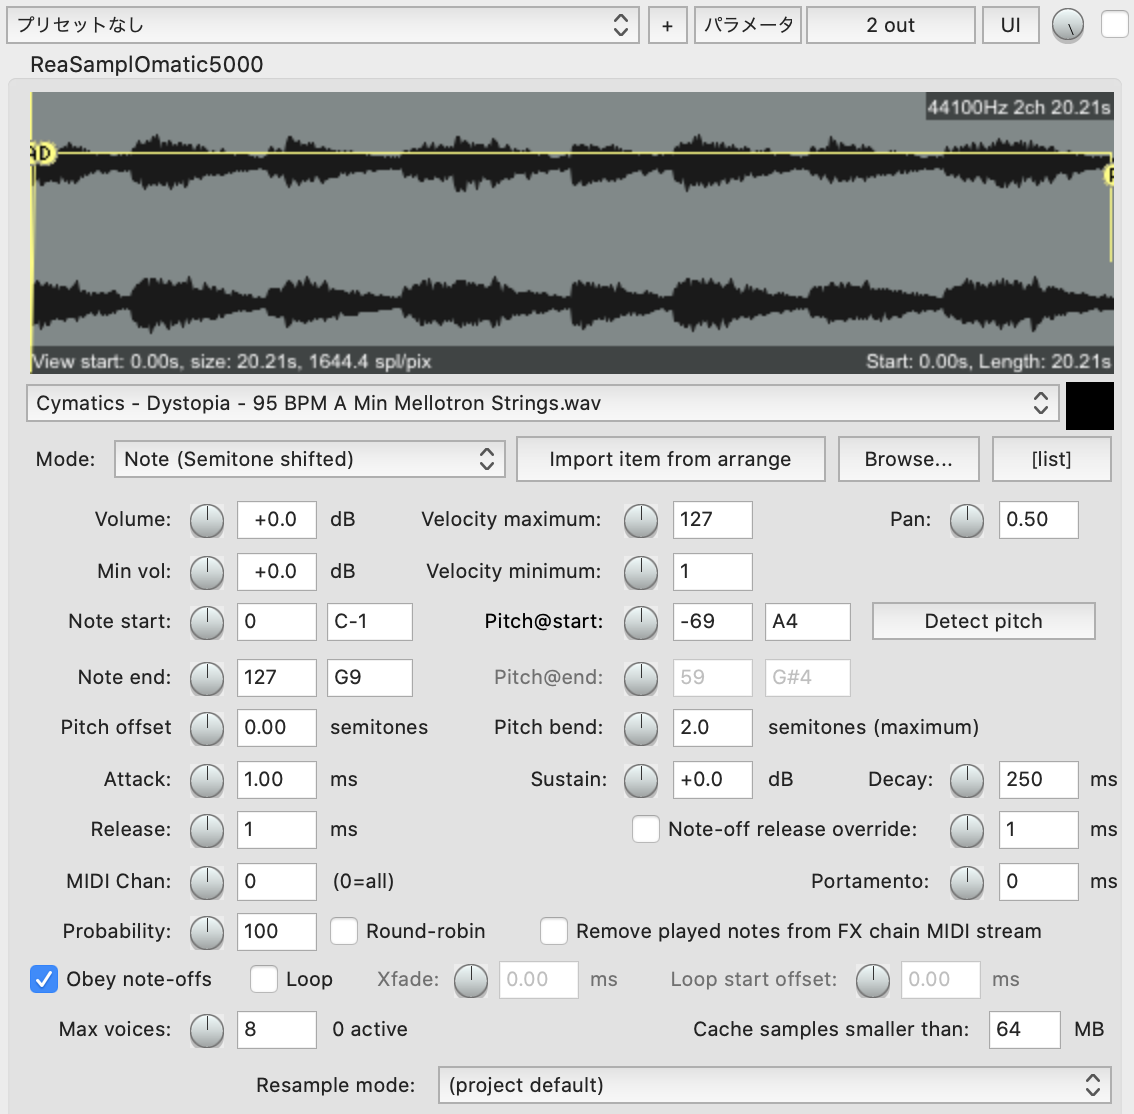 プリセットなし + パラメータ 2 out UI
ReaSamplOmatic5000
44100Hz 2ch 20.21s
AD
View start: 0.00s, size: 20.21s, 1644.4 spl/pix Start: 0.00s, Length: 20.21s
Cymatics - Dystopia - 95 BPM A Min Mellotron Strings.wav
Mode: Note (Semitone shifted) Import item from arrange Browse... [list]
Volume: +0.0 dB Velocity maximum: 127 Pan: 0.50
Min vol: +0.0 dB Velocity minimum: 1
Note start: 0 C-1 Pitch@start: -69 A4 Detect pitch
Note end: 127 G9 Pitch@end: 59 G#4
Pitch offset 0.00 semitones Pitch bend: 2.0 semitones (maximum)
Attack: 1.00 ms Sustain: +0.0 dB Decay: 250 ms
Release: 1 ms Note-off release override: 1 ms
MIDI Chan: 0 (0=all) Portamento: 0 ms
Probability: 100 Round-robin Remove played notes from FX chain MIDI stream
Obey note-offs Loop Xfade: 0.00 ms Loop start offset: 0.00 ms
Max voices: 8 0 active Cache samples smaller than: 64 MB
Resample mode: (project default)